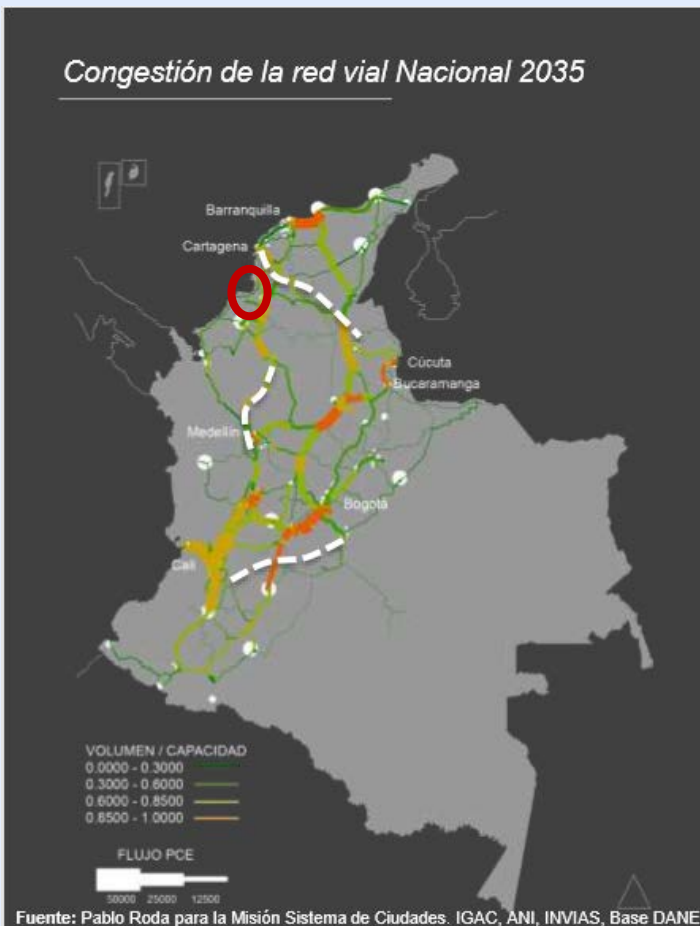 Congestión de la red vial Nacional 2035
Barranquilla
Cartagena
Cúcuta
Bucaramanga
Medellín
Bogotá
Cali
VOLUMEN / CAPACIDAD
0.0000 - 0.3000
0.3000 - 0.6000
0.6000 - 0.8500
0.8500 - 1.0000
FLUJO PCE
50000 25000 12500
Fuente: Pablo Roda para la Misión Sistema de Ciudades. IGAC, ANI, INVIAS, Base DANE